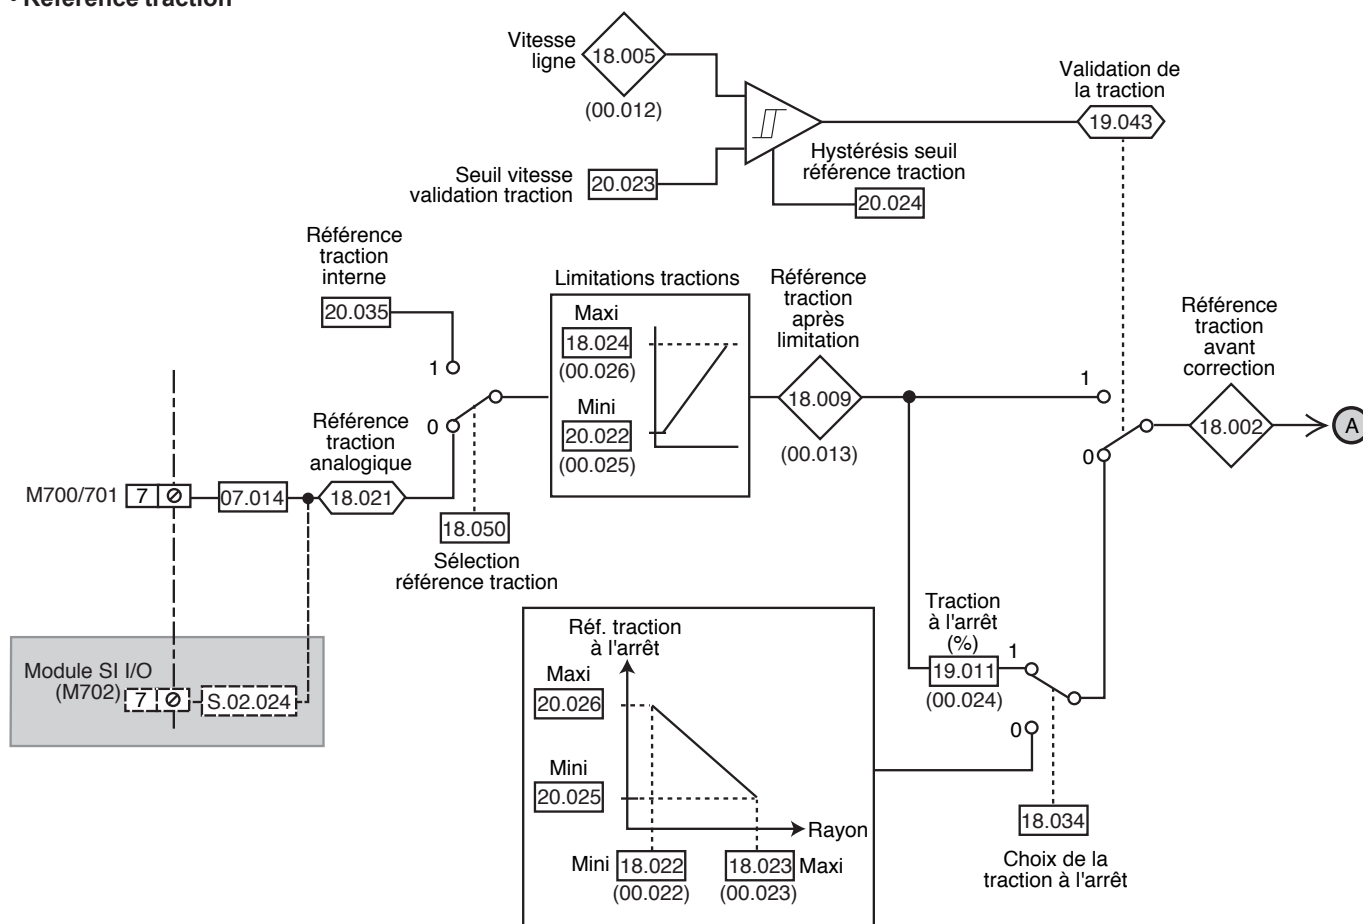 • Référence traction
Vitesse
ligne
18.005
(00.012)
Seuil vitesse
validation traction
20.023
Hystérésis seuil
référence traction
20.024
Validation de
la traction
19.043
Référence
traction
interne
20.035
1
0
Référence
traction
analogique
18.021
M700/701
7
07.014
18.050
Sélection
référence traction
Limitations tractions
Maxi
18.024
(00.026)
Mini
20.022
(00.025)
Référence
traction
après
limitation
18.009
(00.013)
1
0
Référence
traction
avant
correction
18.002
A
Module SI I/O
(M702)
7
S.02.024
Réf. traction
à l'arrêt
Maxi
20.026
Mini
20.025
Rayon
Mini
18.022
(00.022)
18.023
Maxi
(00.023)
Traction
à l'arrêt
(%)
19.011
(00.024)
1
0
18.034
Choix de la
traction à l'arrêt